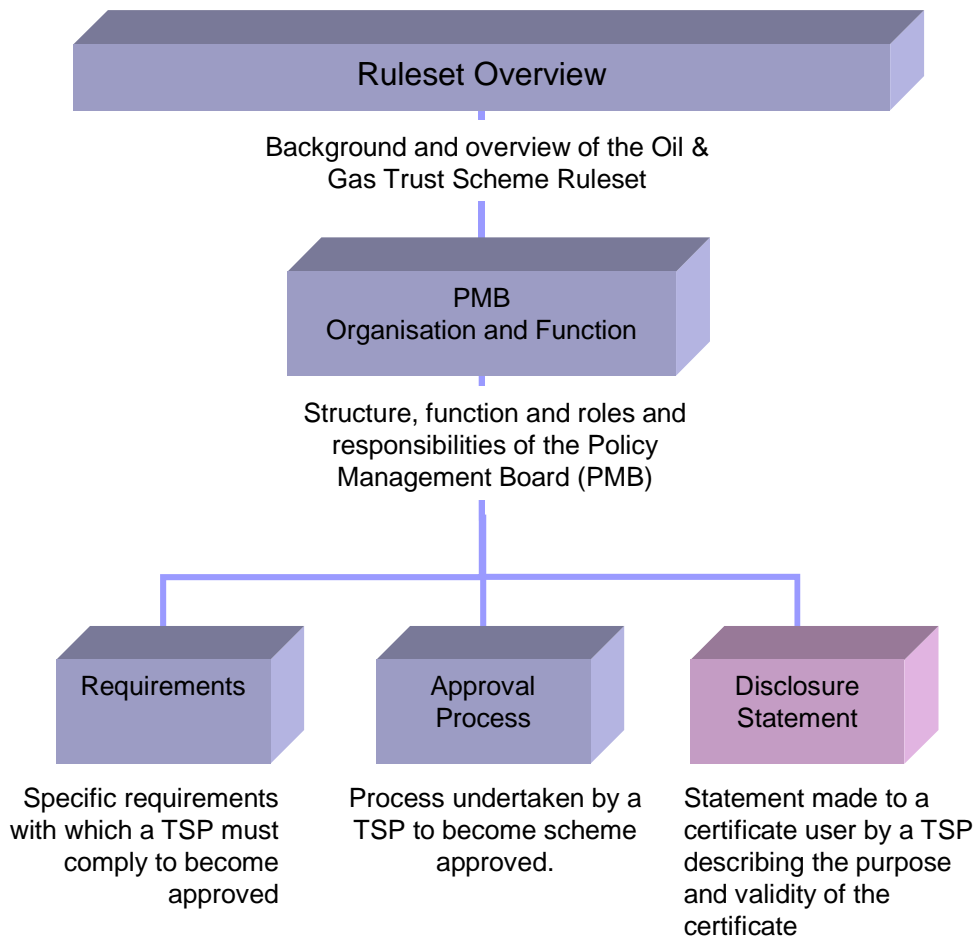 Ruleset Overview
Background and overview of the Oil &
Gas Trust Scheme Ruleset
PMB
Organisation and Function
Structure, function and roles and
responsibilities of the Policy
Management Board (PMB)
Requirements
Specific requirements
with which a TSP must
comply to become
approved
Approval
Process
Process undertaken by a
TSP to become scheme
approved.
Disclosure
Statement
Statement made to a
certificate user by a TSP
describing the purpose
and validity of the
certificate